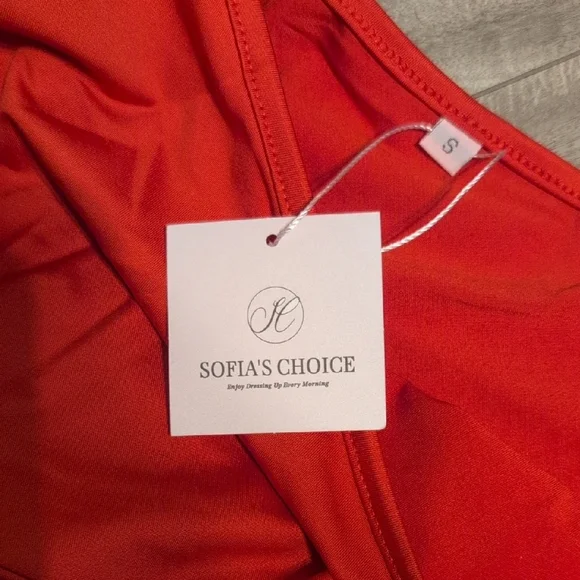 S
SC
SOFIA'S CHOICE
Enjoy Dressing Up Every Morning